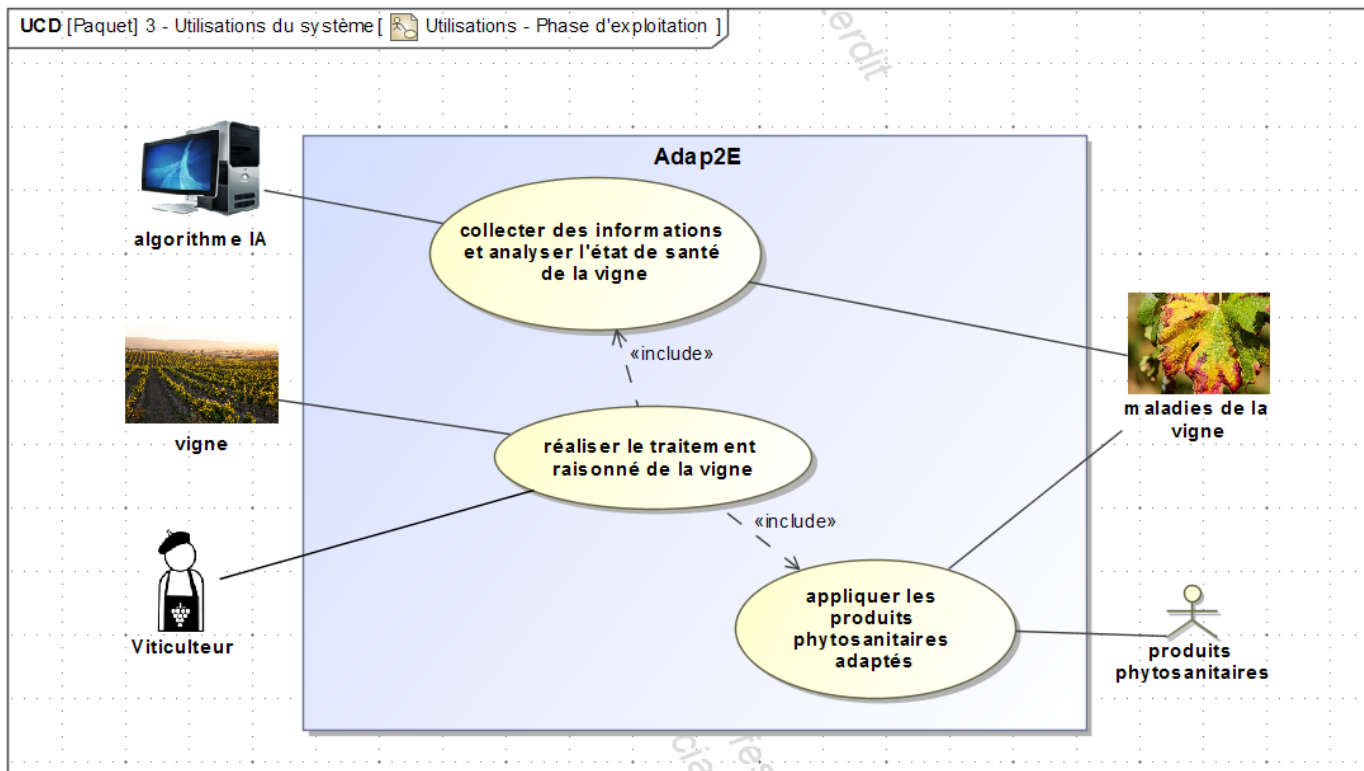 UCD [Paquet] 3 - Utilisations du système [ Utilisations - Phase d'exploitation ]
erdit
Adap2E
collecter des informations
et analyser l'état de santé
de la vigne
algorithme IA
«include»
maladies de la
vigne
vigne
réaliser le traitement
raisonné de la vigne
«include»
appliquer les
produits
phytosanitaires
adaptés
Viticulteur
produits
phytosanitaires